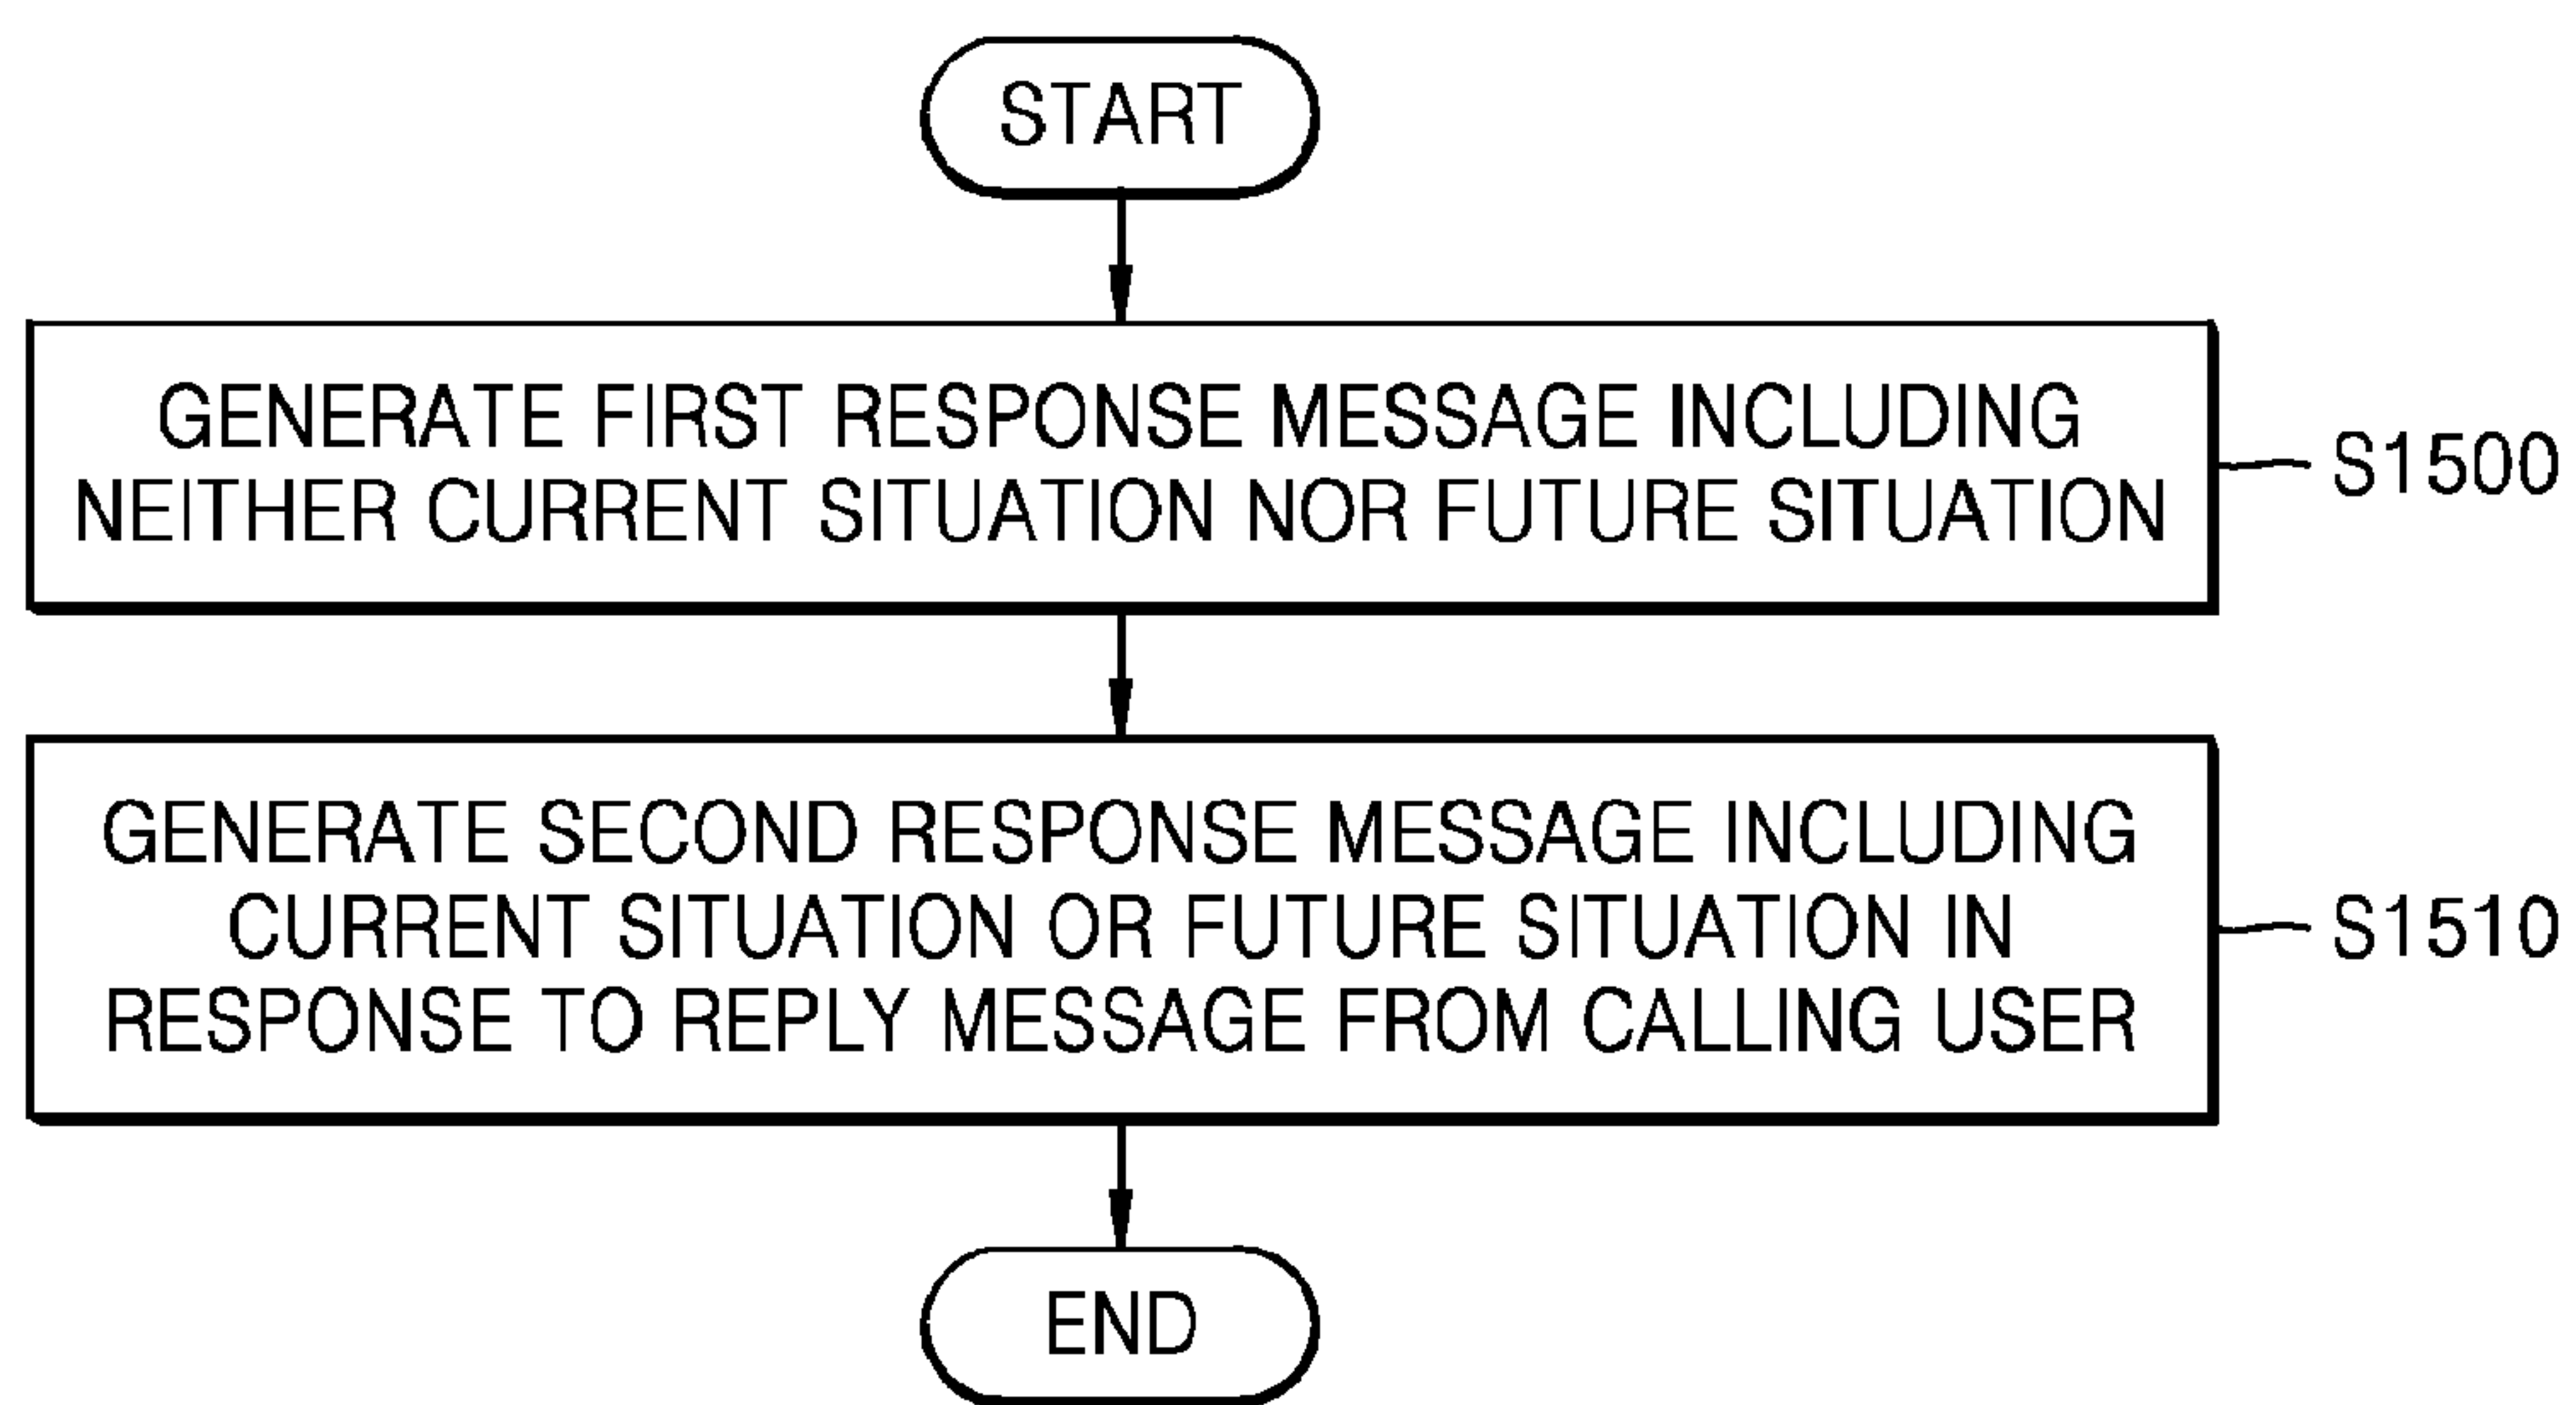 START
GENERATE FIRST RESPONSE MESSAGE INCLUDING
NEITHER CURRENT SITUATION NOR FUTURE SITUATION
S1500
GENERATE SECOND RESPONSE MESSAGE INCLUDING
CURRENT SITUATION OR FUTURE SITUATION IN
RESPONSE TO REPLY MESSAGE FROM CALLING USER
S1510
END